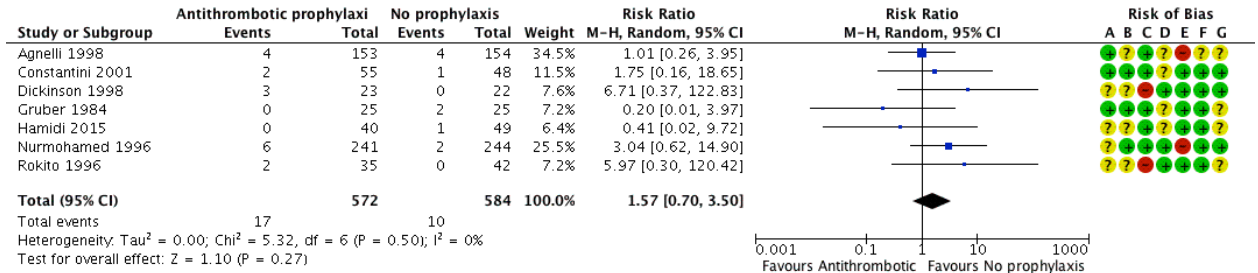 Antithrombotic prophylaxi No prophylaxis Risk Ratio Risk Ratio Risk of Bias
Study or Subgroup Events Total Events Total Weight M-H, Random, 95% CI M-H, Random, 95% CI A B C D E F G
Agnelli 1998 4 153 4 154 34.5% 1.01 [0.26, 3.95] + ? + ? - ? ?
Constantini 2001 2 55 1 48 11.5% 1.75 [0.16, 18.65] + + + ? + + +
Dickinson 1998 3 23 0 22 7.6% 6.71 [0.37, 122.83] ? ? - + + + ?
Gruber 1984 0 25 2 25 7.2% 0.20 [0.01, 3.97] + + + ? + + ?
Hamidi 2015 0 40 1 49 6.4% 0.41 [0.02, 9.72] ? ? + ? + + ?
Nurmohamed 1996 6 241 2 244 25.5% 3.04 [0.62, 14.90] ? + + + - + ?
Rokito 1996 2 35 0 42 7.2% 5.97 [0.30, 120.42] ? ? - + + + ?
Total (95% CI) 572 584 100.0% 1.57 [0.70, 3.50]
Total events 17 10
Heterogeneity: Tau² = 0.00; Chi² = 5.32, df = 6 (P = 0.50); I² = 0%
Test for overall effect: Z = 1.10 (P = 0.27)
0.001 0.1 1 10 1000
Favours Antithrombotic Favours No prophylaxis